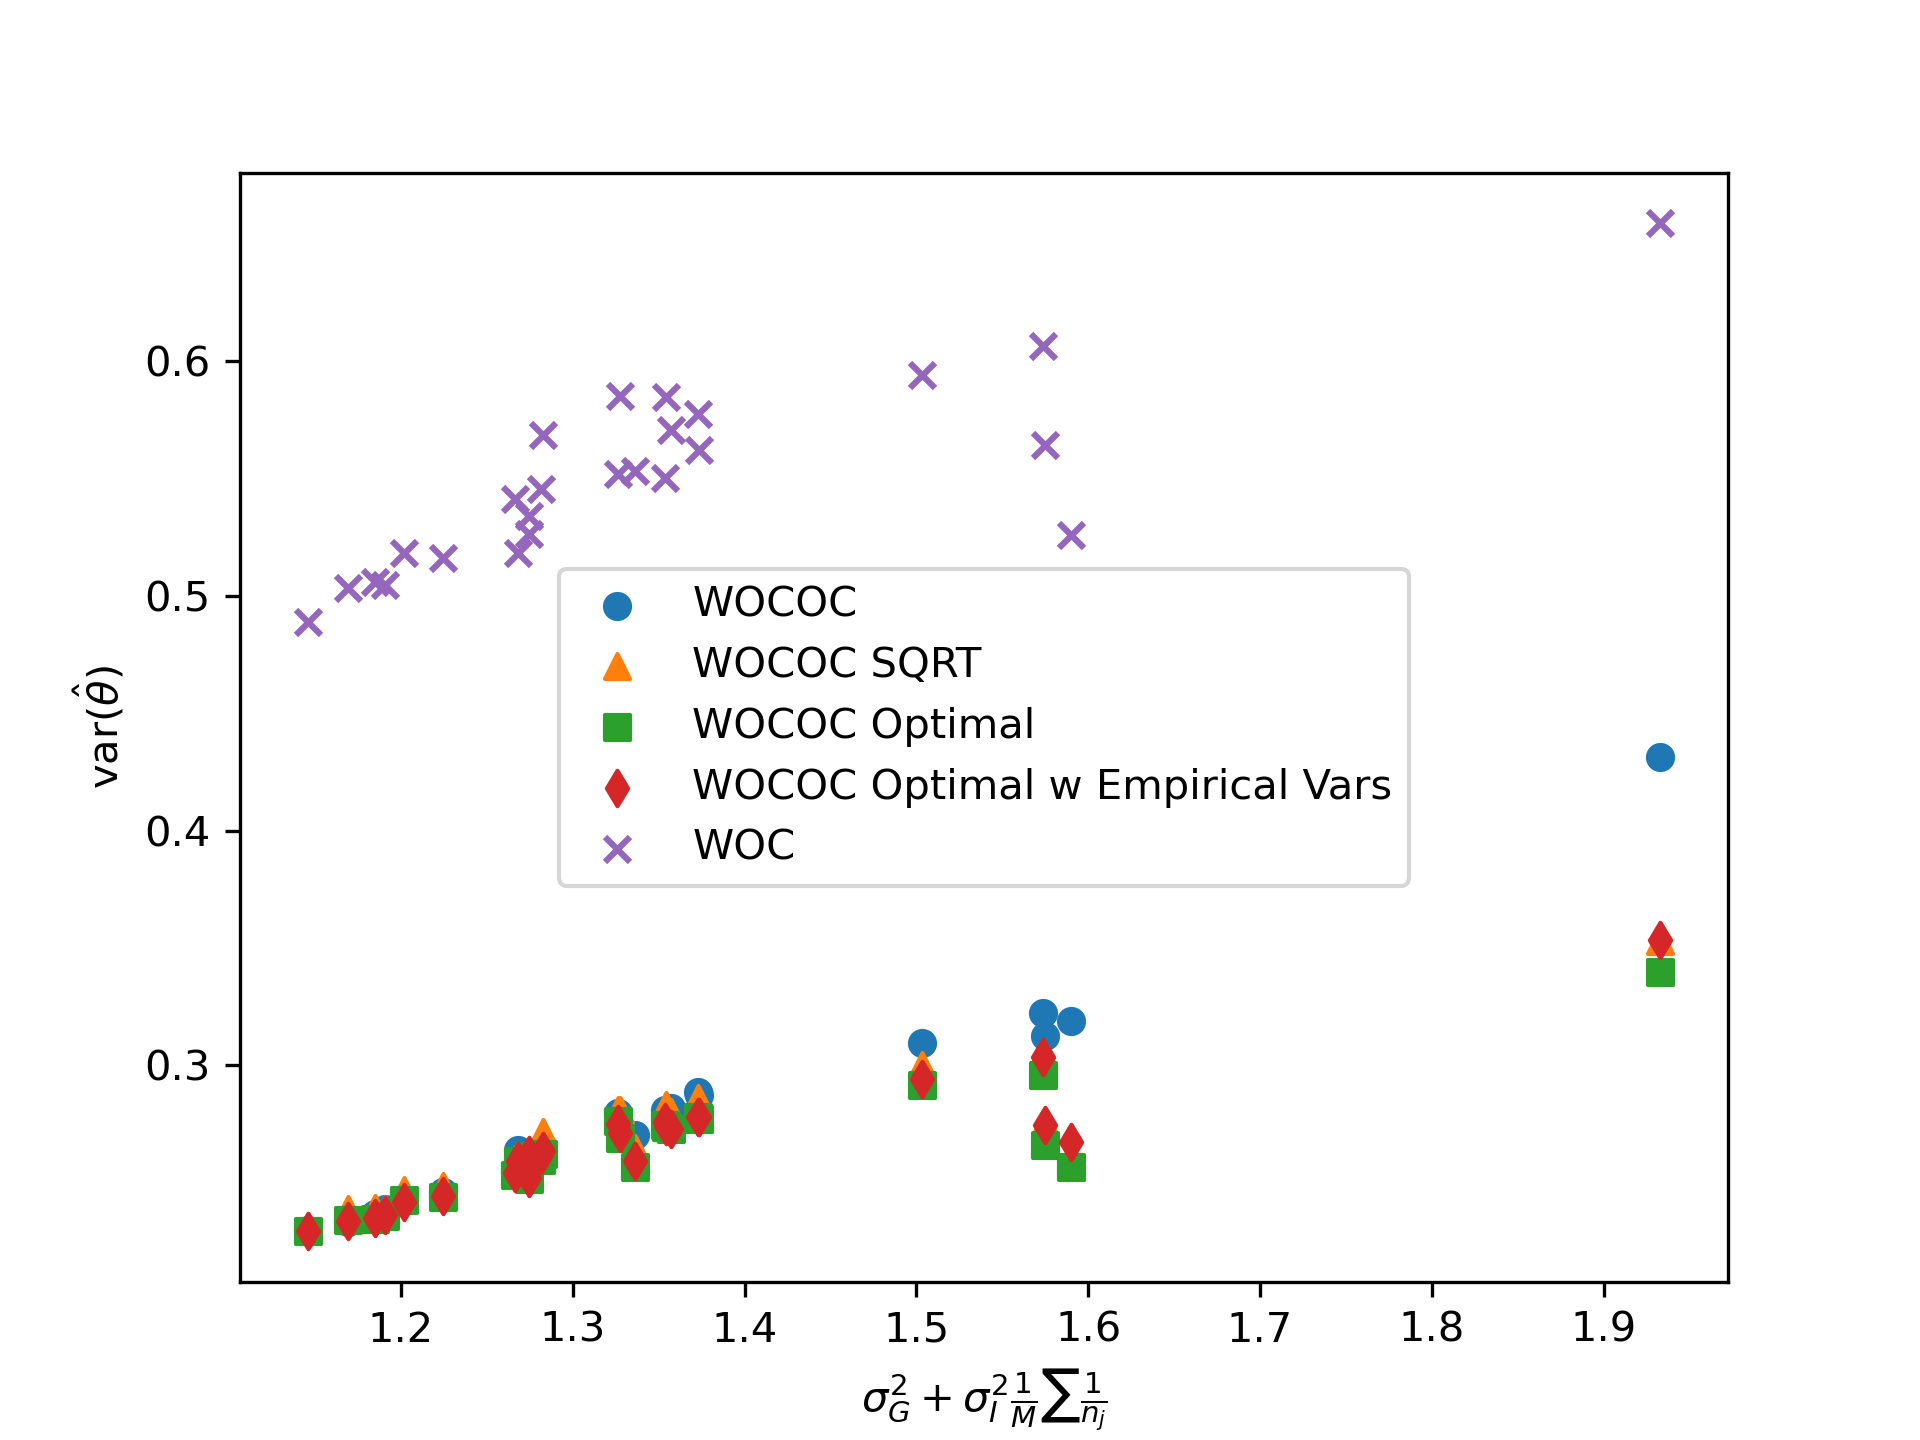 0.6
0.5
0.4
0.3
var(θ̂)
WOCOC
WOCOC SQRT
WOCOC Optimal
WOCOC Optimal w Empirical Vars
WOC
1.2 1.3 1.4 1.5 1.6 1.7 1.8 1.9
σ_G^2 + σ_I^2 \frac{1}{M} ∑ \frac{1}{n_j}